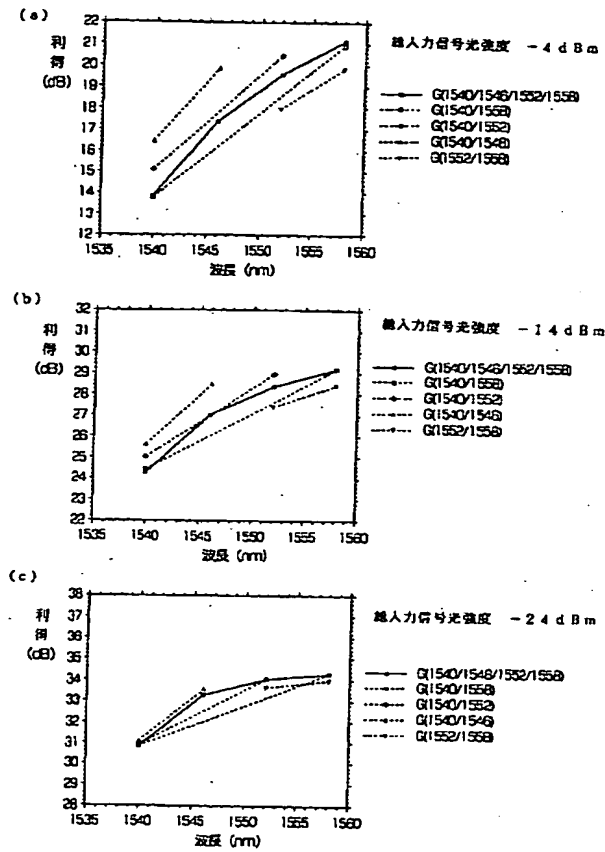 (a)
利
得
(dB)
22
21
20
19
18
17
16
15
14
13
12
1535 1540 1545 1550 1555 1560
波長 (nm)
総入力信号光強度 -4dBm
G(1540/1546/1552/1558)
G(1540/1558)
G(1540/1552)
G(1540/1546)
G(1552/1558)
(b)
利
得
(dB)
32
31
30
29
28
27
26
25
24
23
22
1535 1540 1545 1550 1555 1560
波長 (nm)
総入力信号光強度 -14dBm
G(1540/1546/1552/1558)
G(1540/1558)
G(1540/1552)
G(1540/1546)
G(1552/1558)
(c)
利
得
(dB)
38
37
36
35
34
33
32
31
30
29
28
1535 1540 1545 1550 1555 1560
波長 (nm)
総入力信号光強度 -24dBm
G(1540/1546/1552/1558)
G(1540/1558)
G(1540/1552)
G(1540/1546)
G(1552/1558)